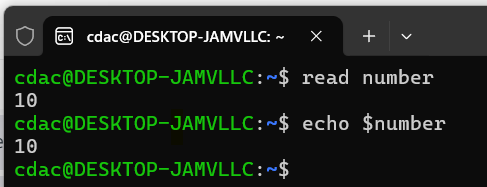 cdac@DESKTOP-JAMVLLC: ~
cdac@DESKTOP-JAMVLLC:~$ read number
10
cdac@DESKTOP-JAMVLLC:~$ echo $number
10
cdac@DESKTOP-JAMVLLC:~$